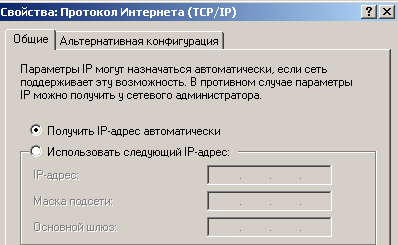 Свойства: Протокол Интернета (TCP/IP)
Общие Альтернативная конфигурация
Параметры IP могут назначаться автоматически, если сеть
поддерживает эту возможность. В противном случае параметры
IP можно получить у сетевого администратора.
Получить IP-адрес автоматически
Использовать следующий IP-адрес:
IP-адрес:
Маска подсети:
Основной шлюз: